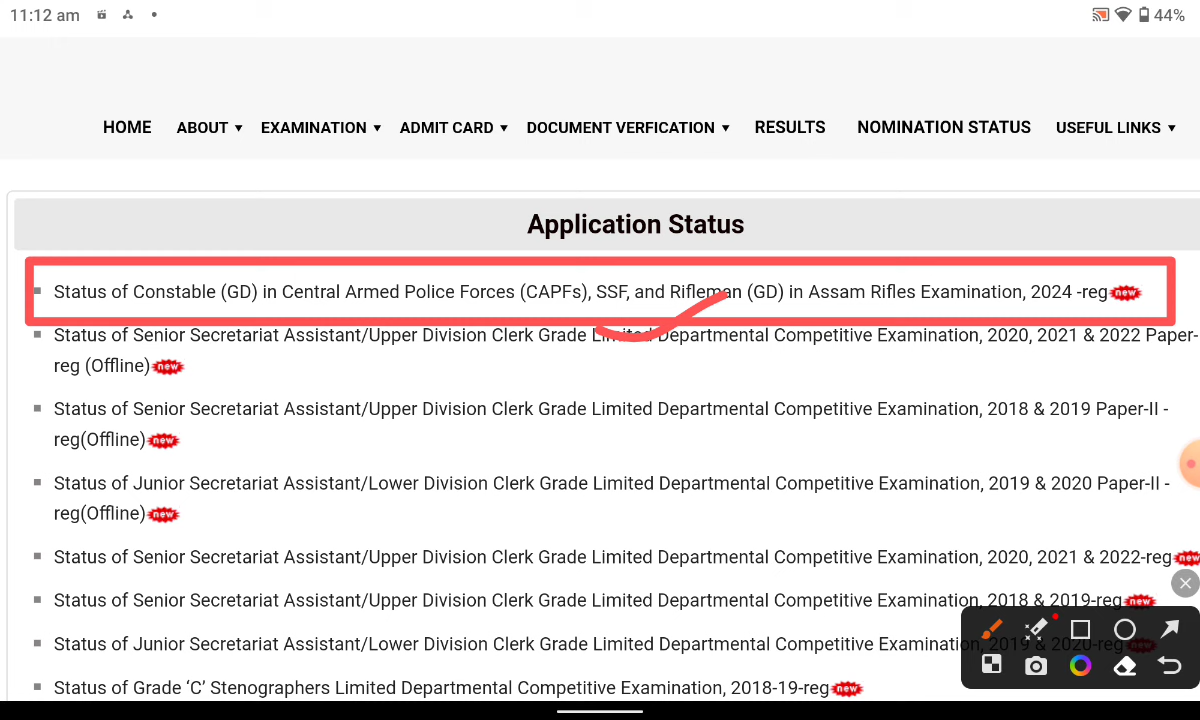 11:12 am
44%
HOME ABOUT ▼ EXAMINATION ▼ ADMIT CARD ▼ DOCUMENT VERFICATION ▼ RESULTS NOMINATION STATUS USEFUL LINKS ▼
Application Status
Status of Constable (GD) in Central Armed Police Forces (CAPFs), SSF, and Rifleman (GD) in Assam Rifles Examination, 2024 -reg new
Status of Senior Secretariat Assistant/Upper Division Clerk Grade Limited Departmental Competitive Examination, 2020, 2021 & 2022 Paper-
reg (Offline) new
Status of Senior Secretariat Assistant/Upper Division Clerk Grade Limited Departmental Competitive Examination, 2018 & 2019 Paper-II -
reg(Offline) new
Status of Junior Secretariat Assistant/Lower Division Clerk Grade Limited Departmental Competitive Examination, 2019 & 2020 Paper-II -
reg(Offline) new
Status of Senior Secretariat Assistant/Upper Division Clerk Grade Limited Departmental Competitive Examination, 2020, 2021 & 2022-reg new
Status of Senior Secretariat Assistant/Upper Division Clerk Grade Limited Departmental Competitive Examination, 2018 & 2019-reg new
Status of Junior Secretariat Assistant/Lower Division Clerk Grade Limited Departmental Competitive Examination, 2019 & 2020-reg new
Status of Grade ‘C’ Stenographers Limited Departmental Competitive Examination, 2018-19-reg new